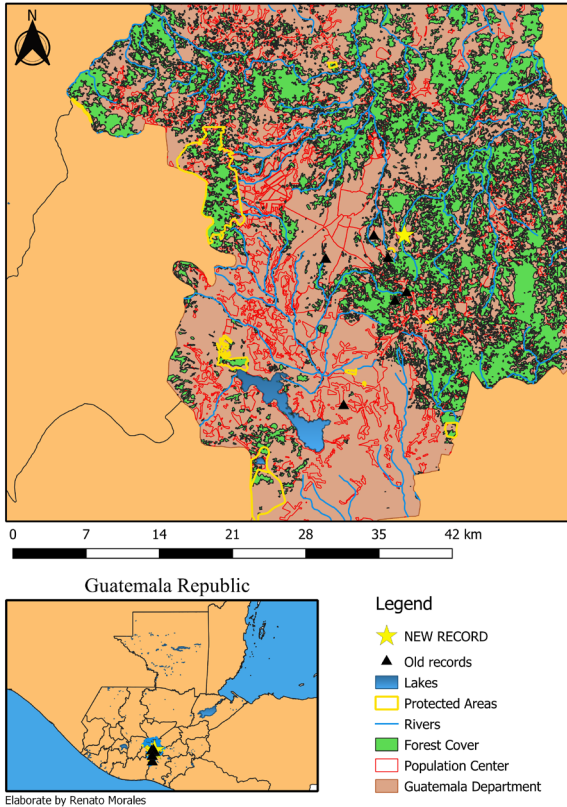 N
0 7 14 21 28 35 42 km
Guatemala Republic
Elaborate by Renato Morales
Legend
NEW RECORD
Old records
Lakes
Protected Areas
Rivers
Forest Cover
Population Center
Guatemala Department